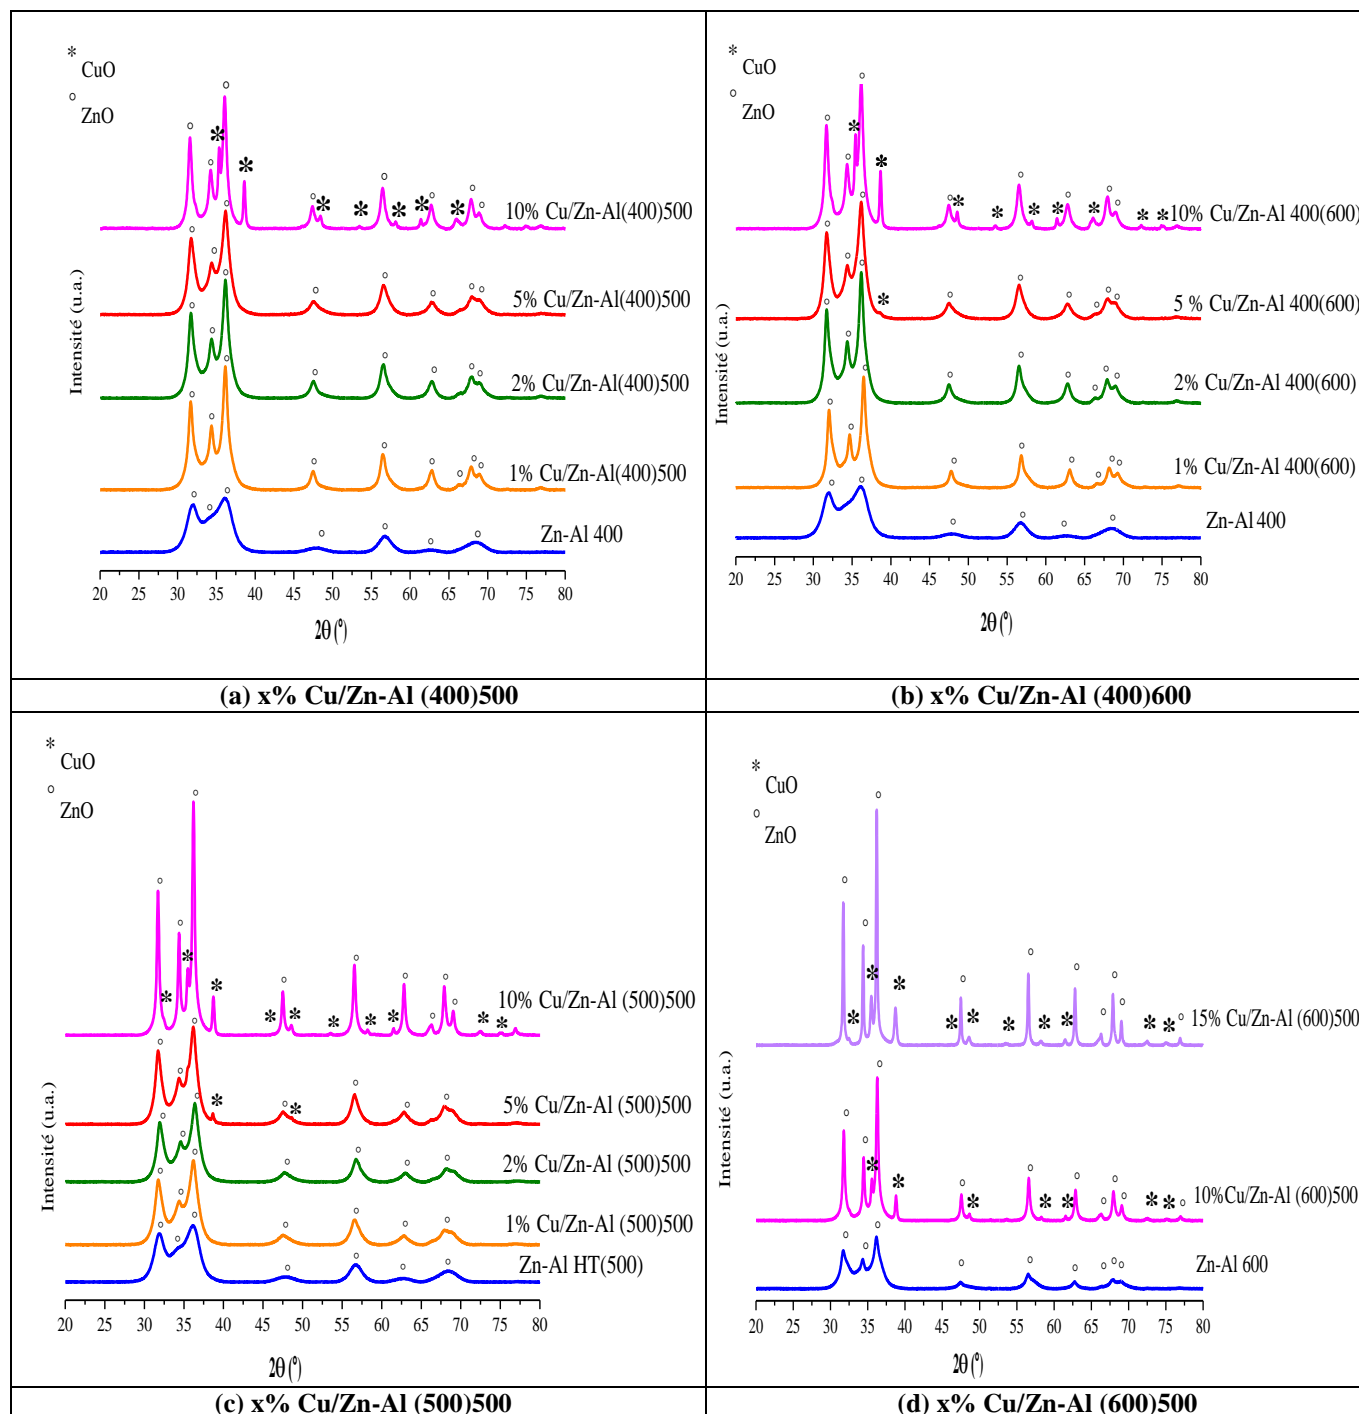 *
CuO
°
ZnO
10% Cu/Zn-Al(400)500
5% Cu/Zn-Al(400)500
2% Cu/Zn-Al(400)500
1% Cu/Zn-Al(400)500
Zn-Al 400
Intensité (u.a.)
20 25 30 35 40 45 50 55 60 65 70 75 80
2θ (°)
(a) x% Cu/Zn-Al (400)500
*
CuO
°
ZnO
10% Cu/Zn-Al 400(600)
5 % Cu/Zn-Al 400(600)
2% Cu/Zn-Al 400(600)
1% Cu/Zn-Al 400(600)
Zn-Al 400
Intensité (u.a.)
20 25 30 35 40 45 50 55 60 65 70 75 80
2θ (°)
(b) x% Cu/Zn-Al (400)600
*
CuO
°
ZnO
10% Cu/Zn-Al (500)500
5% Cu/Zn-Al (500)500
2% Cu/Zn-Al (500)500
1% Cu/Zn-Al (500)500
Zn-Al HT(500)
Intensité (u.a.)
20 25 30 35 40 45 50 55 60 65 70 75 80
2θ (°)
(c) x% Cu/Zn-Al (500)500
*
CuO
°
ZnO
15% Cu/Zn-Al (600)500
10%Cu/Zn-Al (600)500
Zn-Al 600
Intensité (u.a.)
20 25 30 35 40 45 50 55 60 65 70 75 80
2θ (°)
(d) x% Cu/Zn-Al (600)500